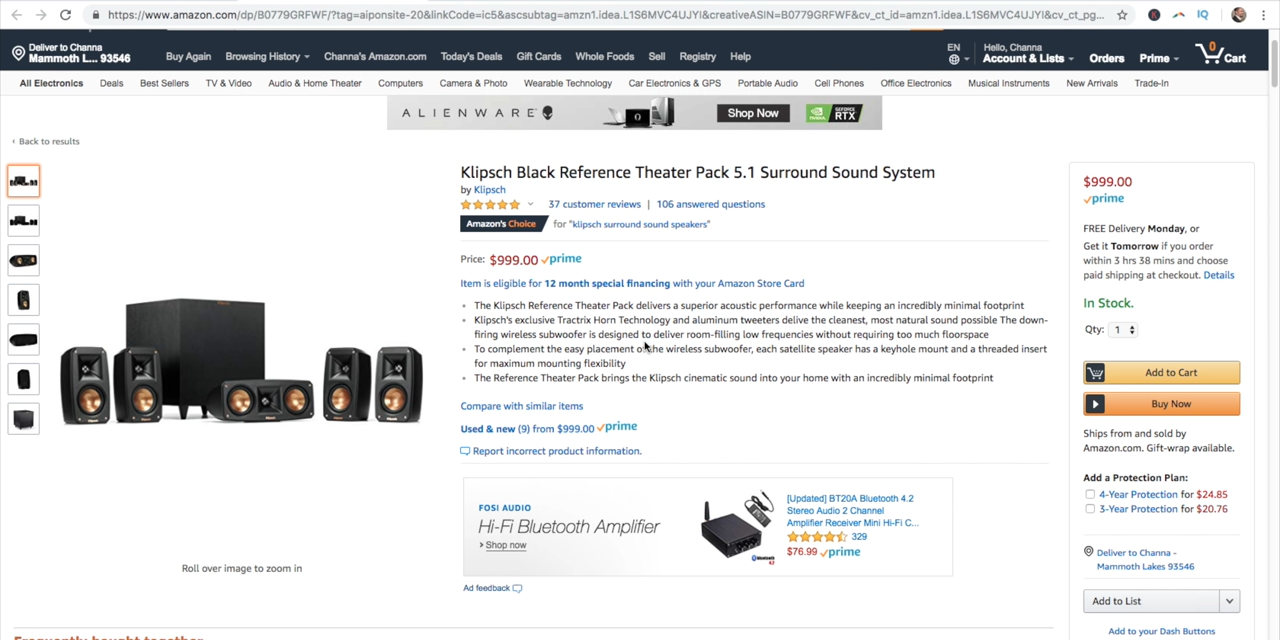 https://www.amazon.com/dp/B0779GRFWF/?tag=aiponsite-20&linkCode=ic5&ascsubtag=amzn1.idea.L1S6MVC4UJYI&creativeASIN=B0779GRFWF&cv_ct_id=amzn1.idea.L1S6MVC4UJYI&cv_ct_pg...
IQ
Deliver to Channa
Mammoth L... 93546
Buy Again
Browsing History
Channa's Amazon.com
Today's Deals
Gift Cards
Whole Foods
Sell
Registry
Help
EN
Hello, Channa
Account & Lists
Orders
Prime
0
Cart
All Electronics
Deals
Best Sellers
TV & Video
Audio & Home Theater
Computers
Camera & Photo
Wearable Technology
Car Electronics & GPS
Portable Audio
Cell Phones
Office Electronics
Musical Instruments
New Arrivals
Trade-In
ALIENWARE
Shop Now
GEFORCE
RTX
‹ Back to results
Klipsch Black Reference Theater Pack 5.1 Surround Sound System
by Klipsch
37 customer reviews | 106 answered questions
Amazon's Choice for "klipsch surround sound speakers"
Price: $999.00 prime
Item is eligible for 12 month special financing with your Amazon Store Card
The Klipsch Reference Theater Pack delivers a superior acoustic performance while keeping an incredibly minimal footprint
Klipsch's exclusive Tractrix Horn Technology and aluminum tweeters deliver the cleanest, most natural sound possible The down-
firing wireless subwoofer is designed to deliver room-filling low frequencies without requiring too much floorspace
To complement the easy placement of the wireless subwoofer, each satellite speaker has a keyhole mount and a threaded insert
for maximum mounting flexibility
The Reference Theater Pack brings the Klipsch cinematic sound into your home with an incredibly minimal footprint
Compare with similar items
Used & new (9) from $999.00 prime
Report incorrect product information.
FOSI AUDIO
Hi-Fi Bluetooth Amplifier
› Shop now
[Updated] BT20A Bluetooth 4.2
Stereo Audio 2 Channel
Amplifier Receiver Mini Hi-Fi C...
329
$76.99 prime
Ad feedback
Roll over image to zoom in
$999.00
prime
FREE Delivery Monday, or
Get it Tomorrow if you order
within 3 hrs 38 mins and choose
paid shipping at checkout. Details
In Stock.
Qty: 1
Add to Cart
Buy Now
Ships from and sold by
Amazon.com. Gift-wrap available.
Add a Protection Plan:
4-Year Protection for $24.85
3-Year Protection for $20.76
Deliver to Channa -
Mammoth Lakes 93546
Add to List
Add to your Dash Buttons
Frequently bought together